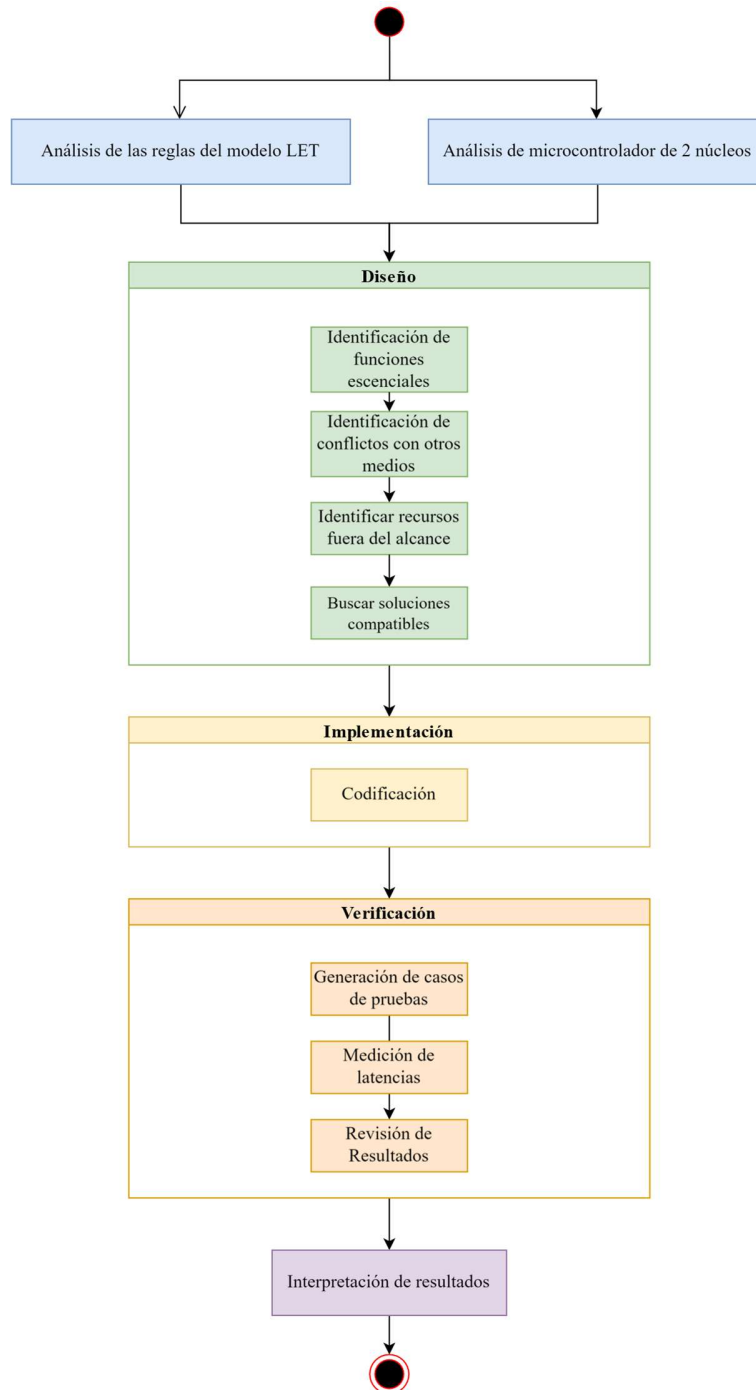 Análisis de las reglas del modelo LET
Análisis de microcontrolador de 2 núcleos
Diseño
Identificación de
funciones
escenciales
Identificación de
conflictos con otros
medios
Identificar recursos
fuera del alcance
Buscar soluciones
compatibles
Implementación
Codificación
Verificación
Generación de casos
de pruebas
Medición de
latencias
Revisión de
Resultados
Interpretación de resultados